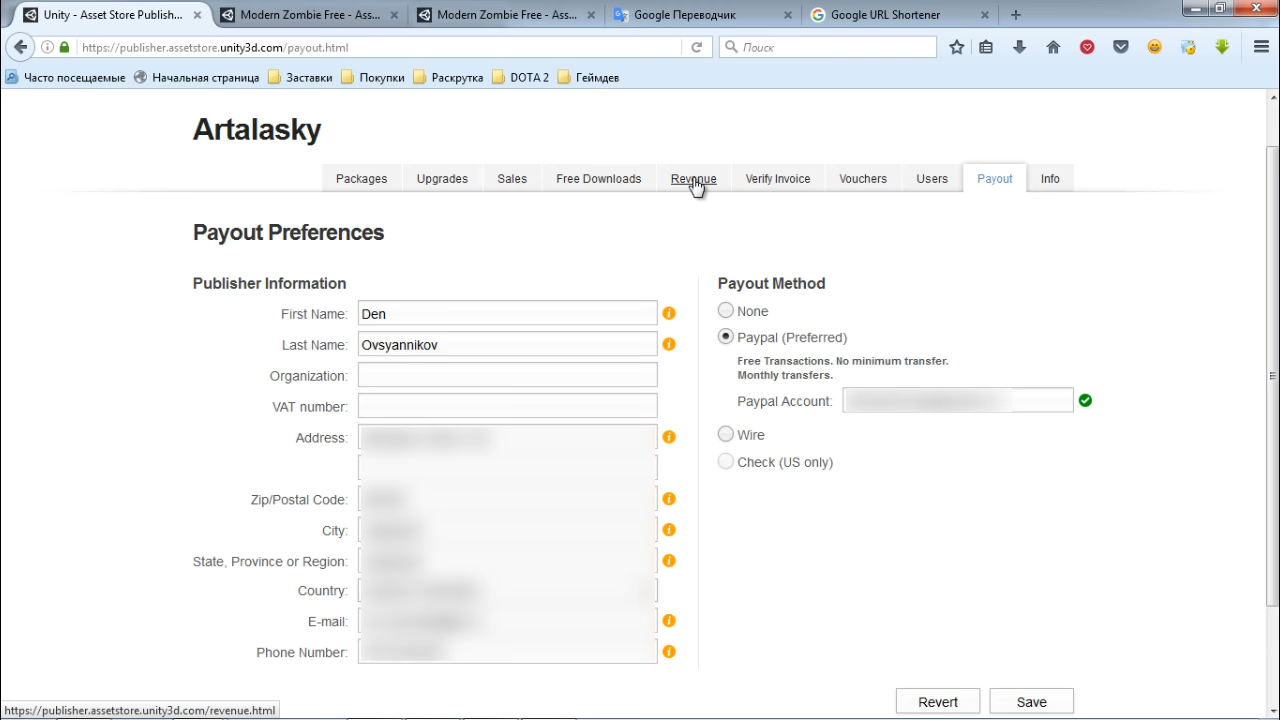 Unity - Asset Store Publish...
Modern Zombie Free - Ass...
Modern Zombie Free - Ass...
Google Переводчик
Google URL Shortener
https://publisher.assetstore.unity3d.com/payout.html
Поиск
Часто посещаемые
Начальная страница
Заставки
Покупки
Раскрутка
DOTA 2
Геймдев
Artalasky
Packages
Upgrades
Sales
Free Downloads
Revenue
Verify Invoice
Vouchers
Users
Payout
Info
Payout Preferences
Publisher Information
First Name: Den
Last Name: Ovsyannikov
Organization:
VAT number:
Address:
Zip/Postal Code:
City:
State, Province or Region:
Country:
E-mail:
Phone Number:
Payout Method
None
Paypal (Preferred)
Free Transactions. No minimum transfer.
Monthly transfers.
Paypal Account:
Wire
Check (US only)
Revert
Save
https://publisher.assetstore.unity3d.com/revenue.html